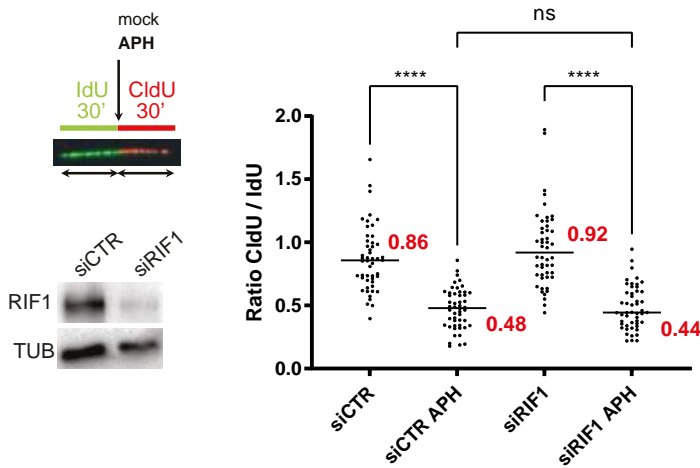 mock
APH
IdU CldU
30’ 30’
siCTR siRIF1
RIF1
TUB
ns
**** ****
Ratio CldU / IdU
2.0
1.5
1.0
0.5
0.0
0.86
0.48
0.92
0.44
siCTR
siCTR APH
siRIF1
siRIF1 APH